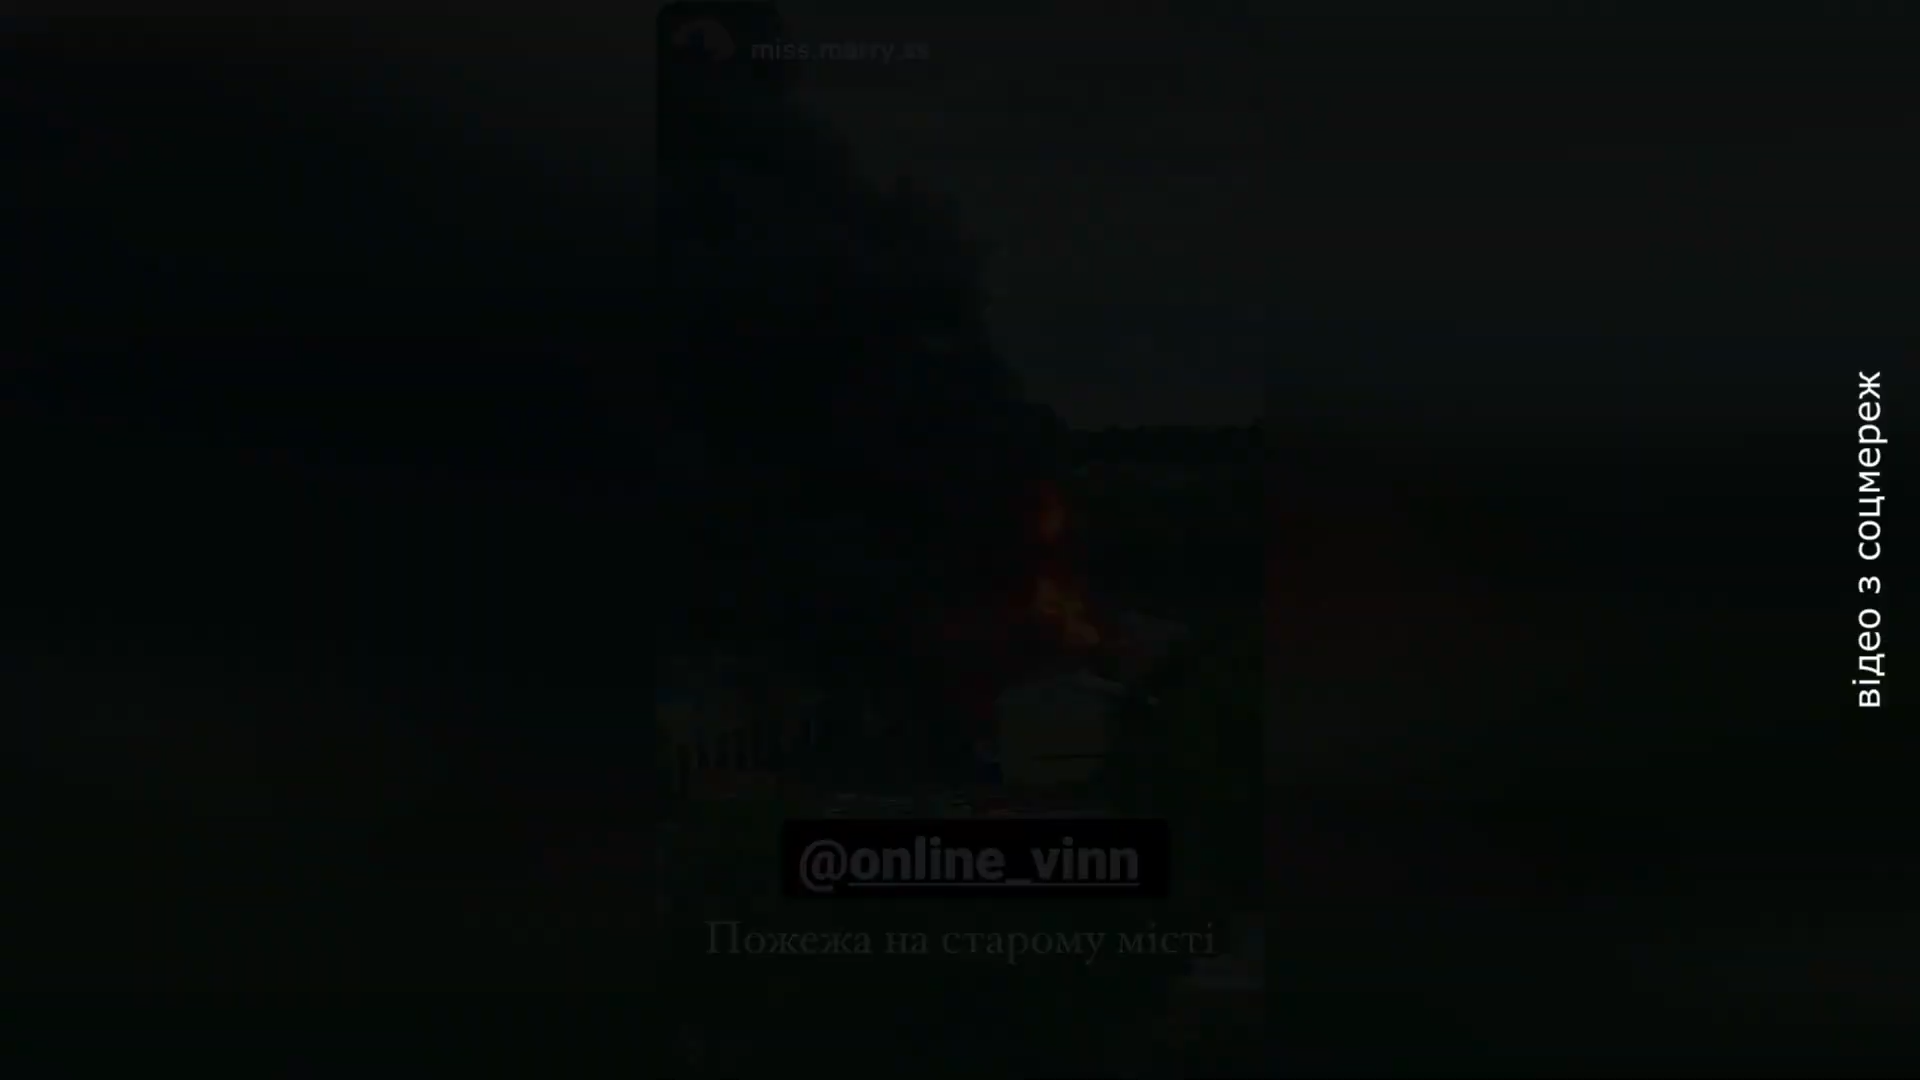 @online_vinn
Пожежа на старому місті
відео з соцмереж